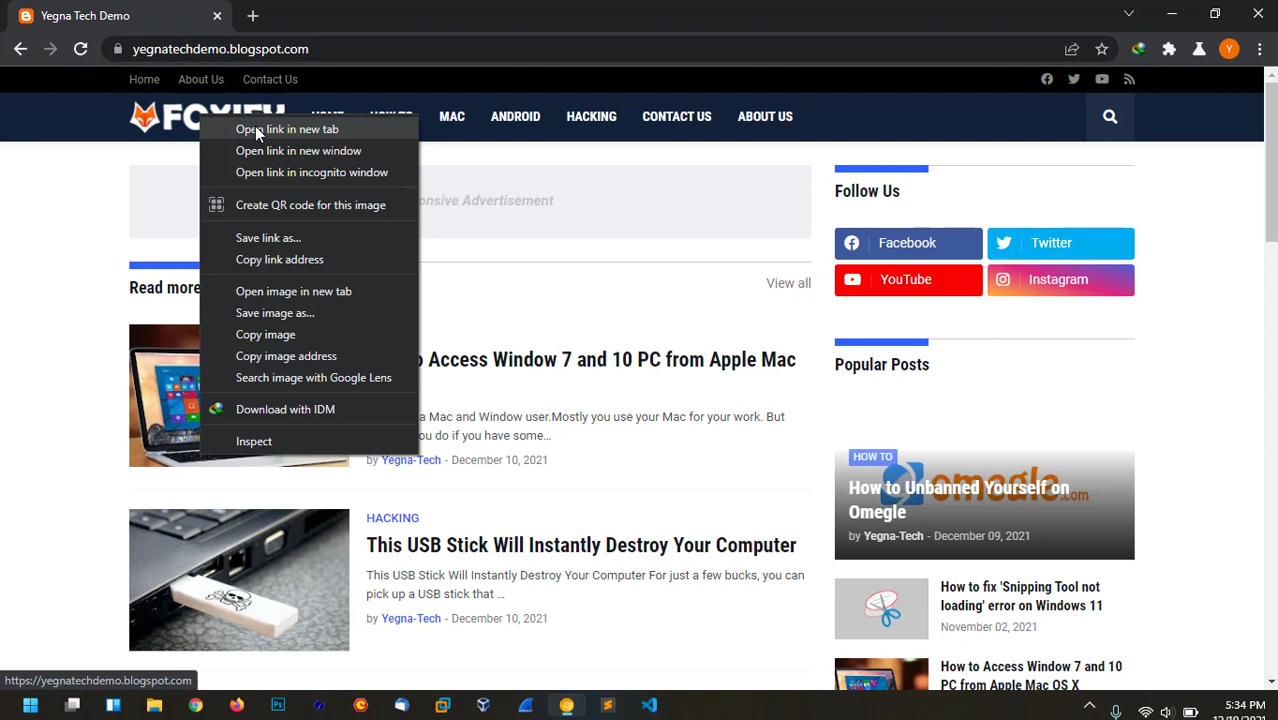 Yegna Tech Demo
yegnatechdemo.blogspot.com
Y
Home About Us Contact Us
MAC ANDROID HACKING CONTACT US ABOUT US
Open link in new tab
Open link in new window
Open link in incognito window
Create QR code for this image
Save link as...
Copy link address
Open image in new tab
Save image as...
Copy image
Copy image address
Search image with Google Lens
Download with IDM
Inspect
Advertisement
Read more
View all
Access Window 7 and 10 PC from Apple Mac
a Mac and Window user.Mostly you use your Mac for your work. But
you do if you have some...
by Yegna-Tech - December 10, 2021
HACKING
This USB Stick Will Instantly Destroy Your Computer
This USB Stick Will Instantly Destroy Your Computer For just a few bucks, you can
pick up a USB stick that ...
by Yegna-Tech - December 10, 2021
Follow Us
Facebook Twitter
YouTube Instagram
Popular Posts
HOW TO
omegle.com
How to Unbanned Yourself on
Omegle
by Yegna-Tech - December 09, 2021
How to fix 'Snipping Tool not
loading' error on Windows 11
November 02, 2021
How to Access Window 7 and 10
PC from Apple Mac OS X
https://yegnatechdemo.blogspot.com
5:34 PM